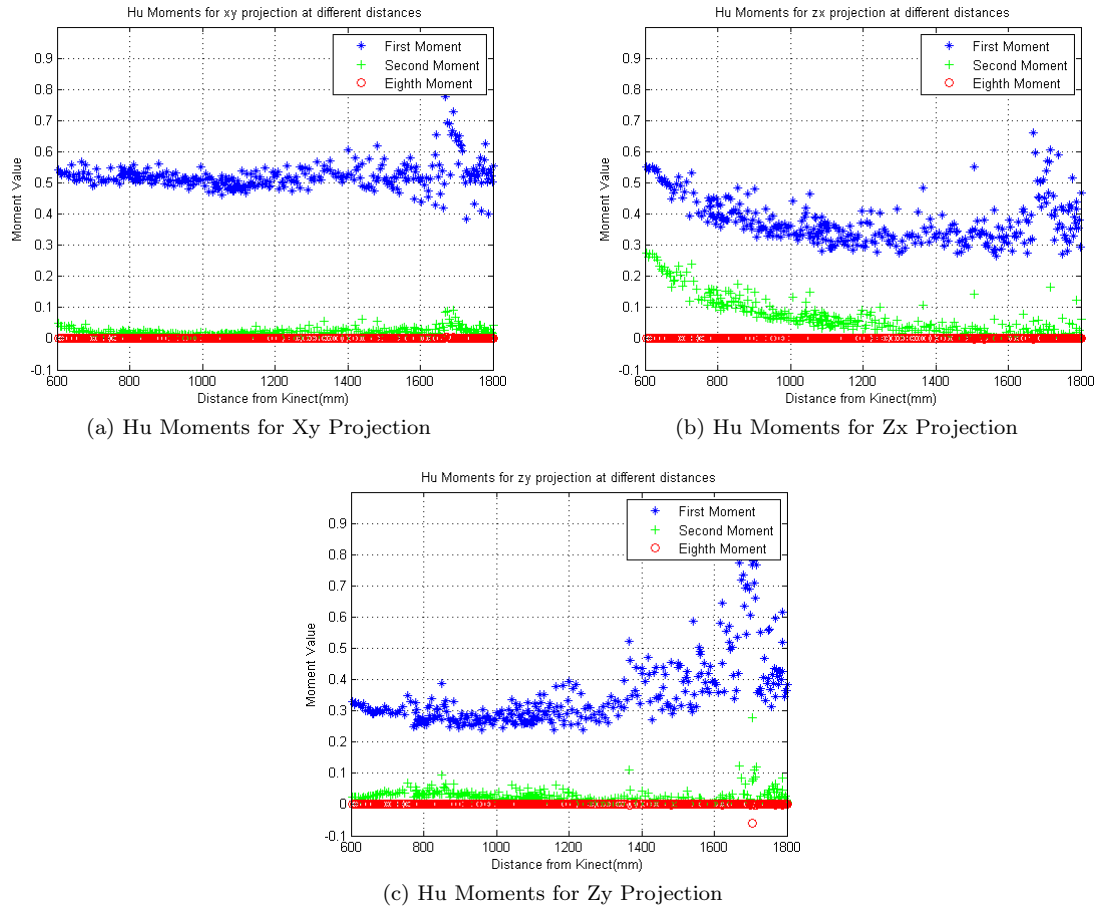 Hu Moments for xy projection at different distances
First Moment
Second Moment
Eighth Moment
0.9
0.8
0.7
0.6
0.5
0.4
0.3
0.2
0.1
0
-0.1
Moment Value
600
800
1000
1200
1400
1600
1800
Distance from Kinect(mm)
(a) Hu Moments for Xy Projection
Hu Moments for zx projection at different distances
First Moment
Second Moment
Eighth Moment
0.9
0.8
0.7
0.6
0.5
0.4
0.3
0.2
0.1
0
-0.1
Moment Value
600
800
1000
1200
1400
1600
1800
Distance from Kinect(mm)
(b) Hu Moments for Zx Projection
Hu Moments for zy projection at different distances
First Moment
Second Moment
Eighth Moment
0.9
0.8
0.7
0.6
0.5
0.4
0.3
0.2
0.1
0
-0.1
Moment Value
600
800
1000
1200
1400
1600
1800
Distance from Kinect(mm)
(c) Hu Moments for Zy Projection